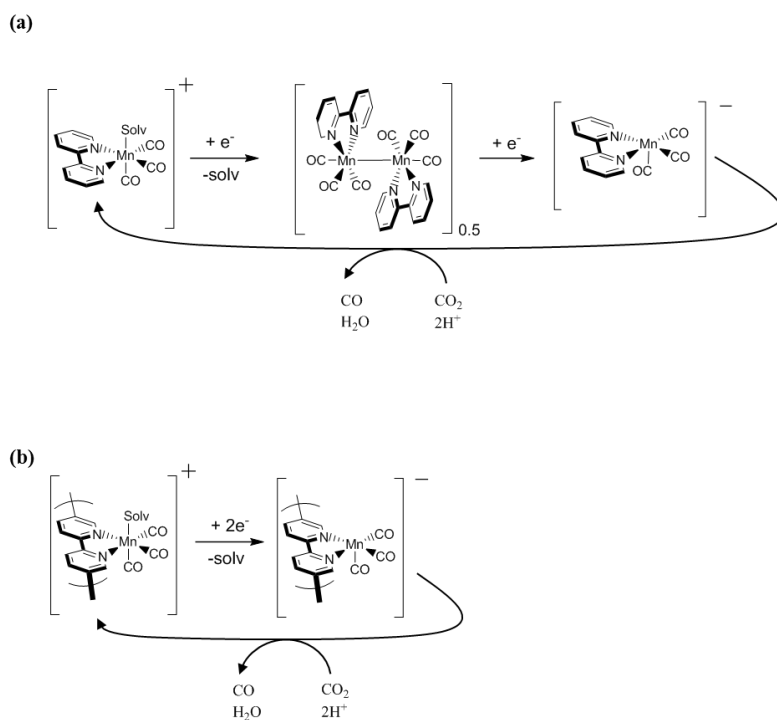 (a)
[ Solv N Mn CO CO N CO ]+
+ e-
-solv
[ N N CO CO OC Mn Mn CO OC CO N N ] 0.5
+ e-
[ N Mn CO N CO OC ] −
CO CO2
H2O 2H+
(b)
[ Solv N Mn CO CO N CO ]+
+ 2e-
-solv
[ N Mn CO CO N CO ] −
CO CO2
H2O 2H+